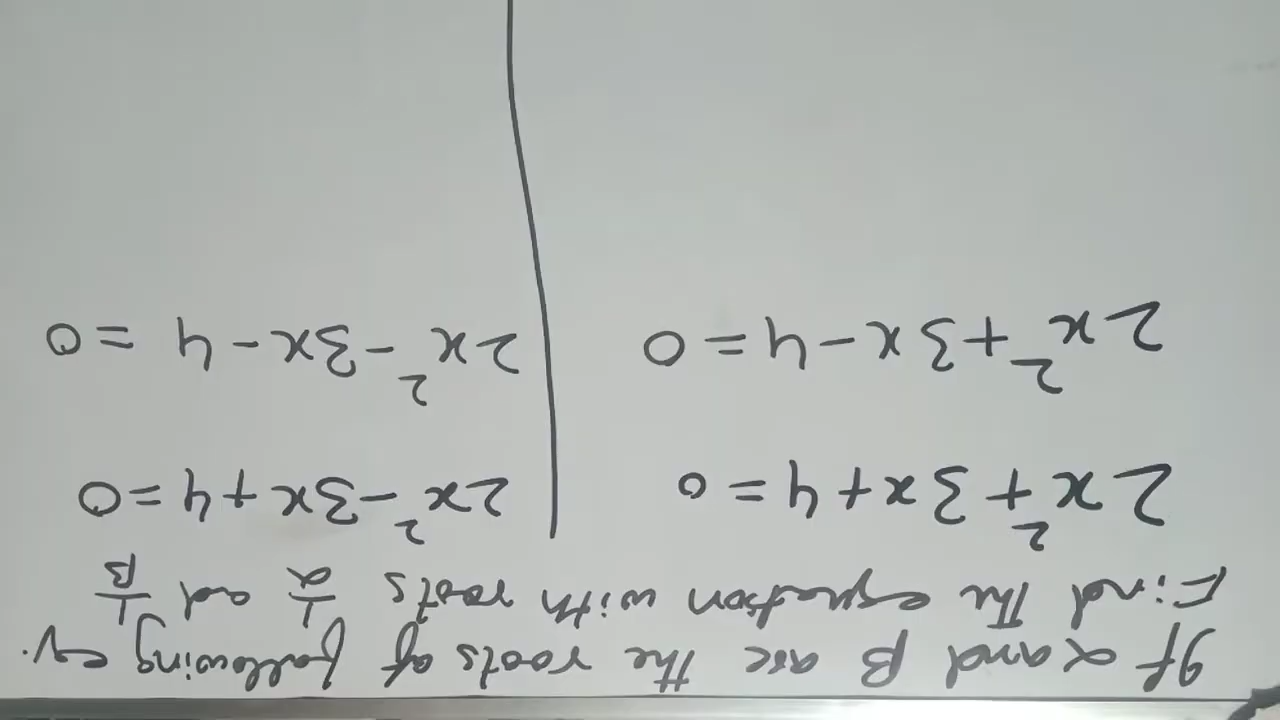 If α and β are the roots of following eq.
Find the equation with roots 1/α ad 1/β
2x²+3x+4=0
2x²-3x+4=0
2x²+3x-4=0
2x²-3x-4=0